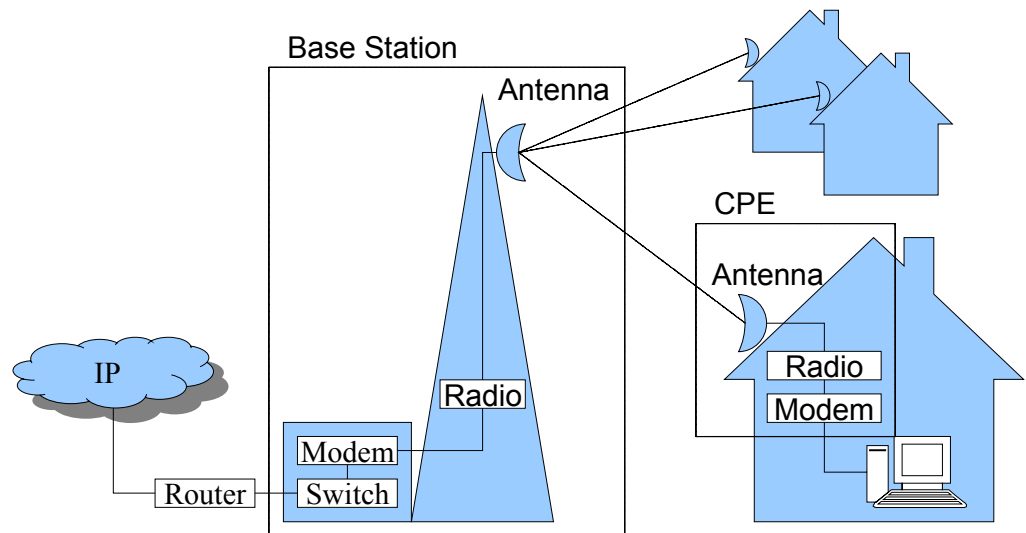 Base Station
Antenna
CPE
Antenna
IP
Radio
Radio
Modem
Modem
Router
Switch